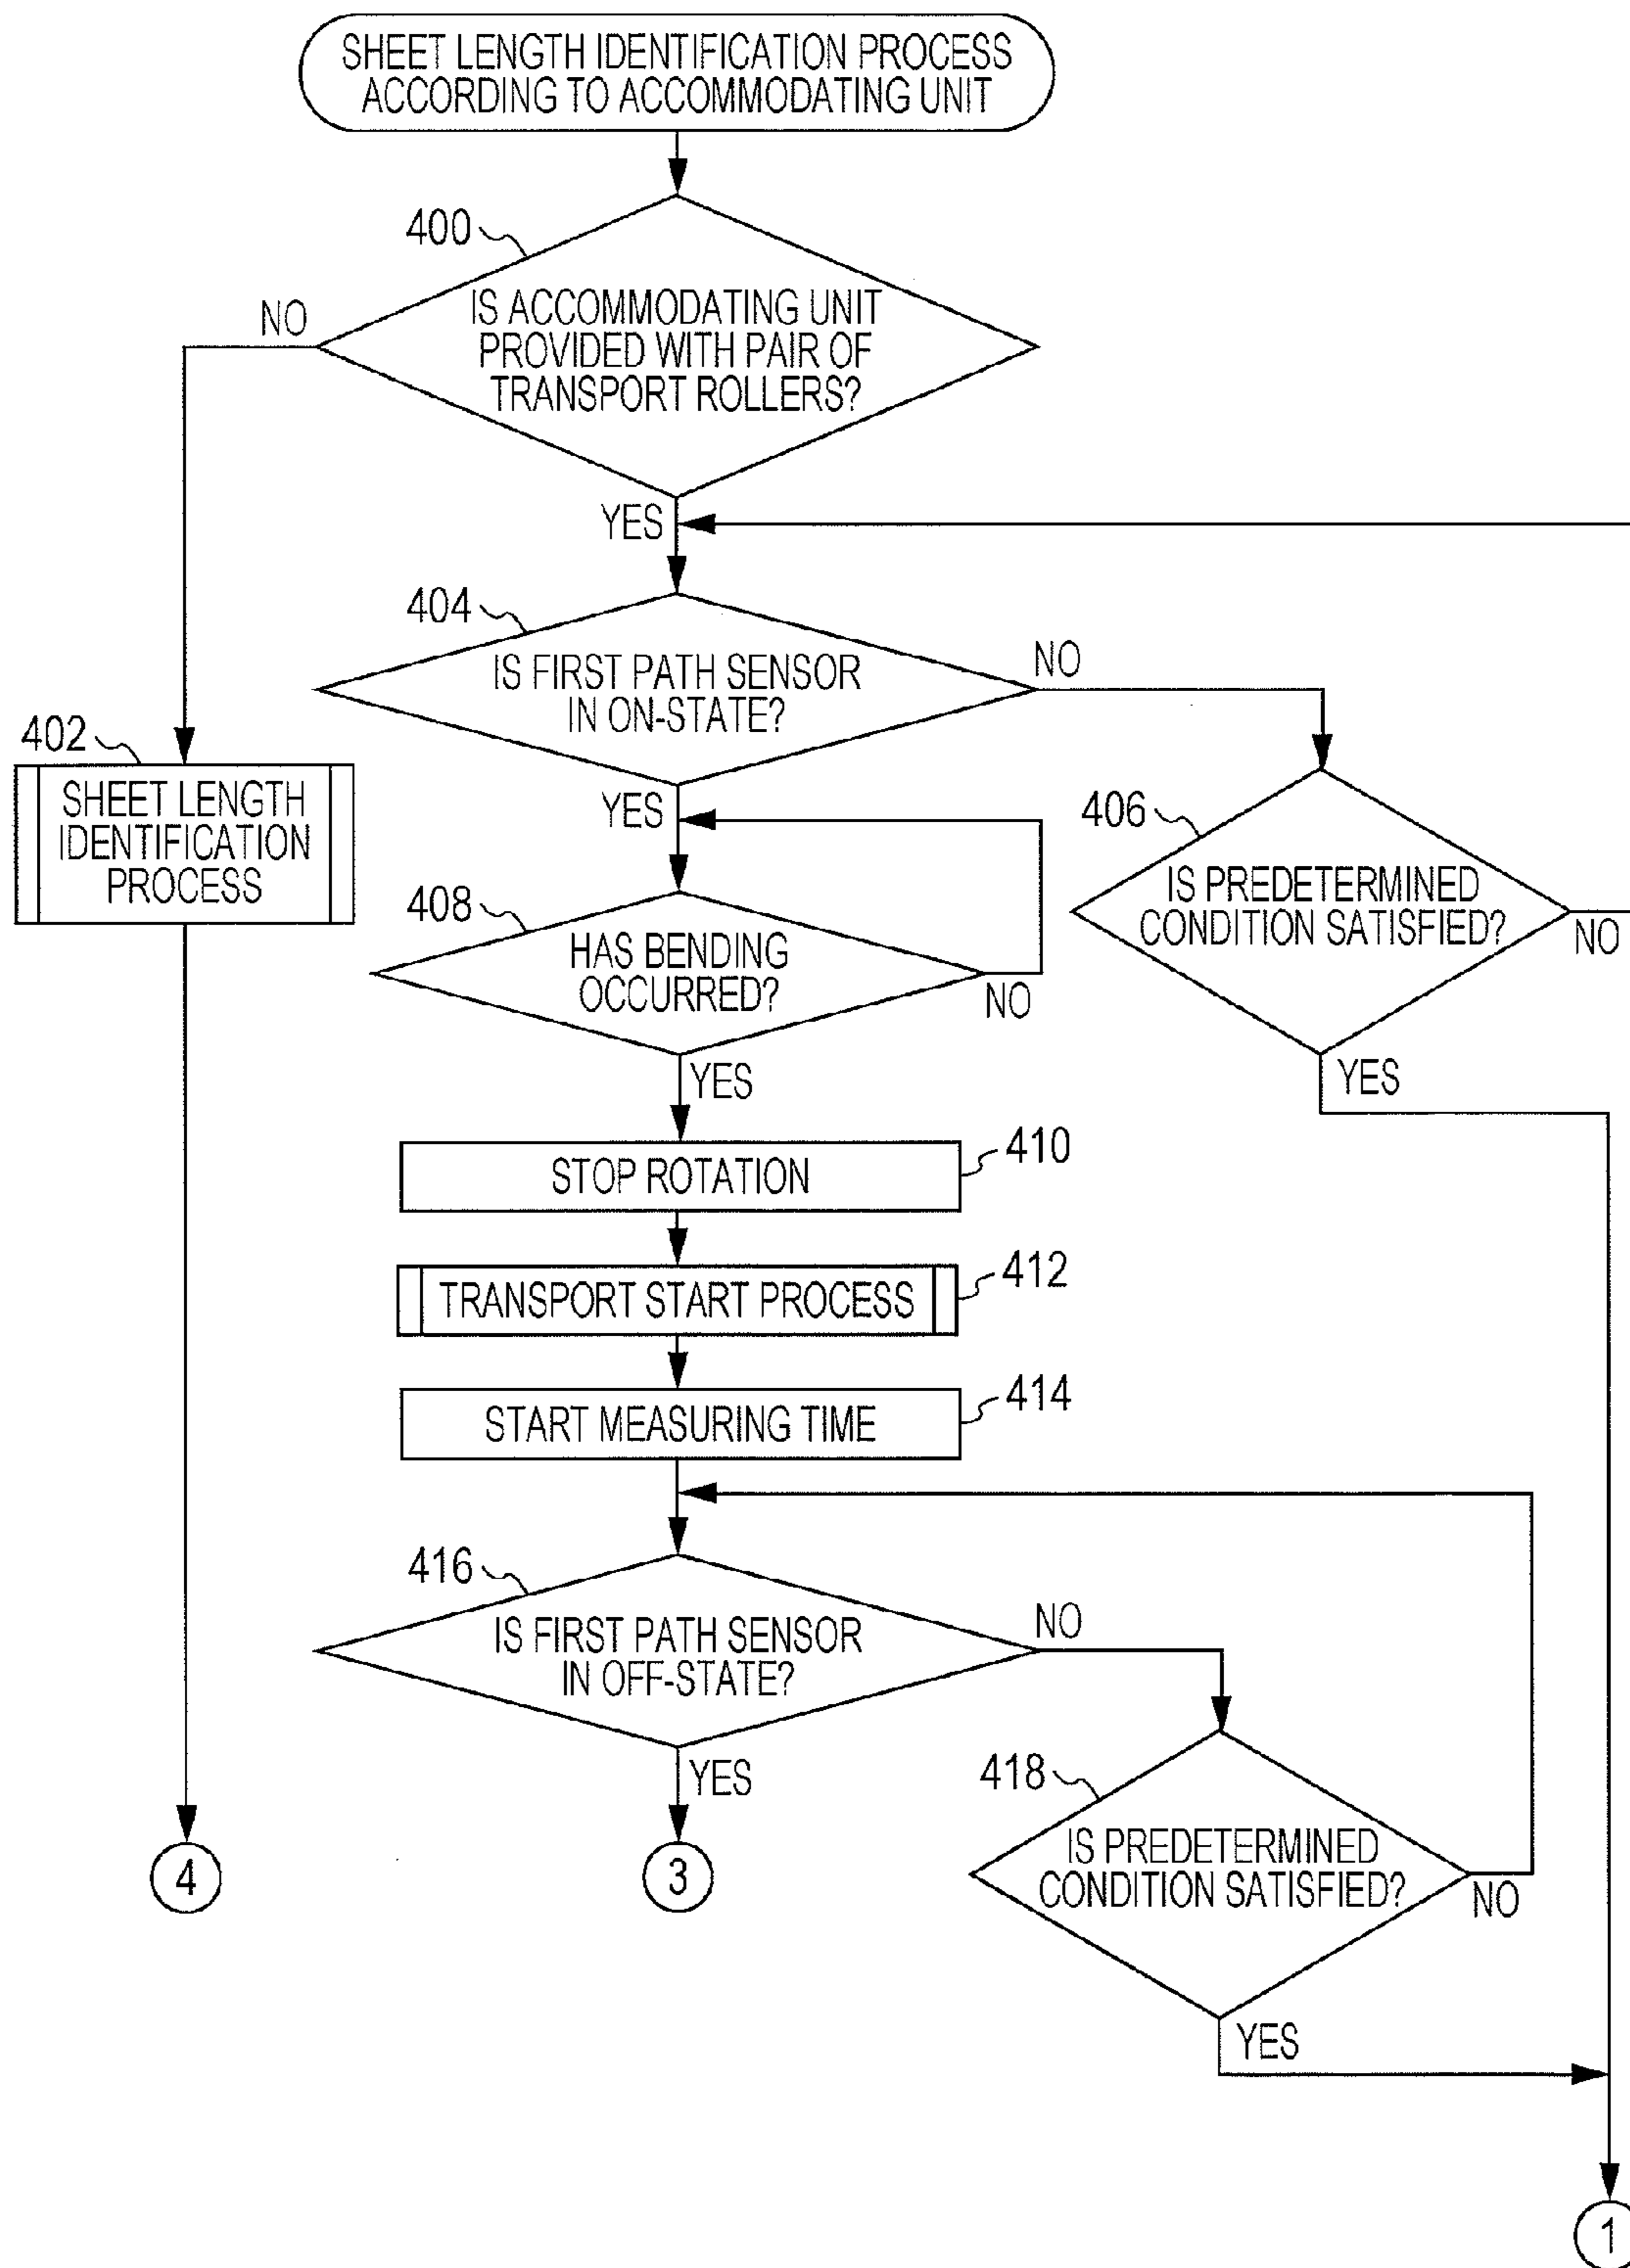 SHEET LENGTH IDENTIFICATION PROCESS
ACCORDING TO ACCOMMODATING UNIT
400
IS ACCOMMODATING UNIT
PROVIDED WITH PAIR OF
TRANSPORT ROLLERS?
NO
YES
404
IS FIRST PATH SENSOR
IN ON-STATE?
NO
YES
402
SHEET LENGTH
IDENTIFICATION
PROCESS
406
IS PREDETERMINED
CONDITION SATISFIED?
NO
YES
408
HAS BENDING
OCCURRED?
NO
YES
STOP ROTATION
410
TRANSPORT START PROCESS
412
START MEASURING TIME
414
416
IS FIRST PATH SENSOR
IN OFF-STATE?
NO
YES
418
IS PREDETERMINED
CONDITION SATISFIED?
NO
YES
4
3
1